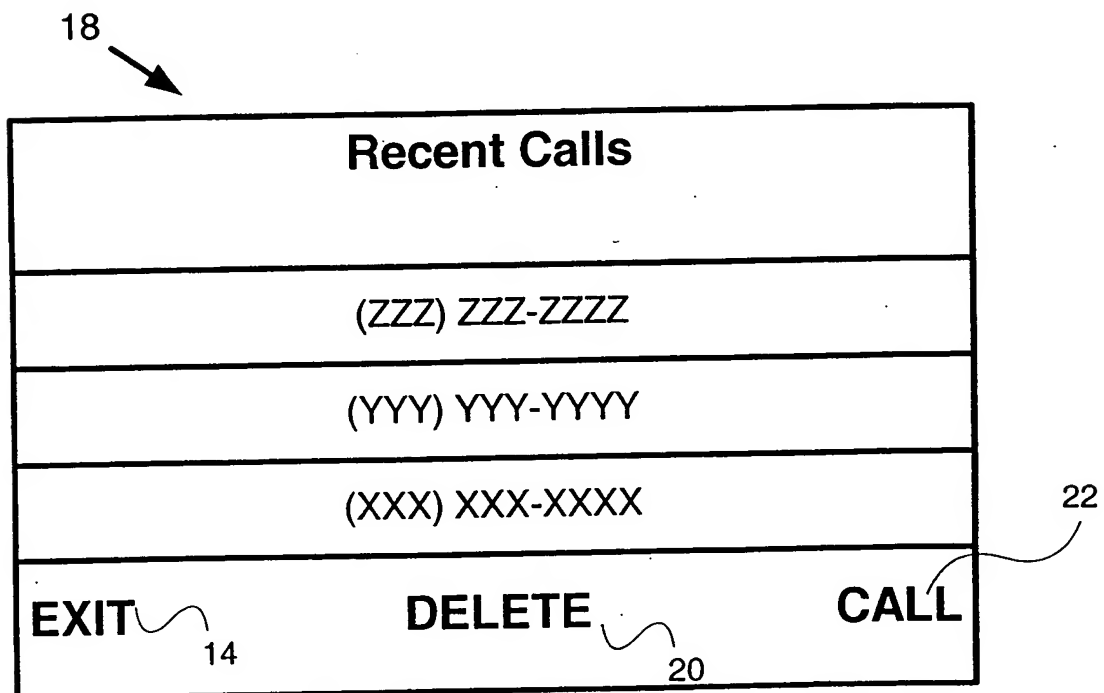 18
Recent Calls
(ZZZ) ZZZ-ZZZZ
(YYY) YYY-YYYY
(XXX) XXX-XXXX
22
EXIT DELETE CALL
14 20